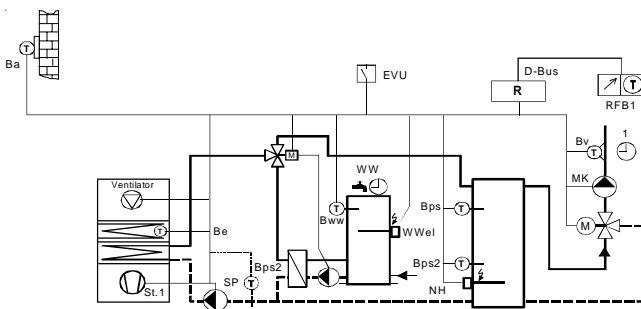 T
Ba
EVU
D-Bus
R
T
RFB1
Bv
T
1
MK
M
M
WW
Ventilator
T
Be
Bww
T
WWel
Bps
T
Bps2
T
NH
St.1
SP
T
Bps2